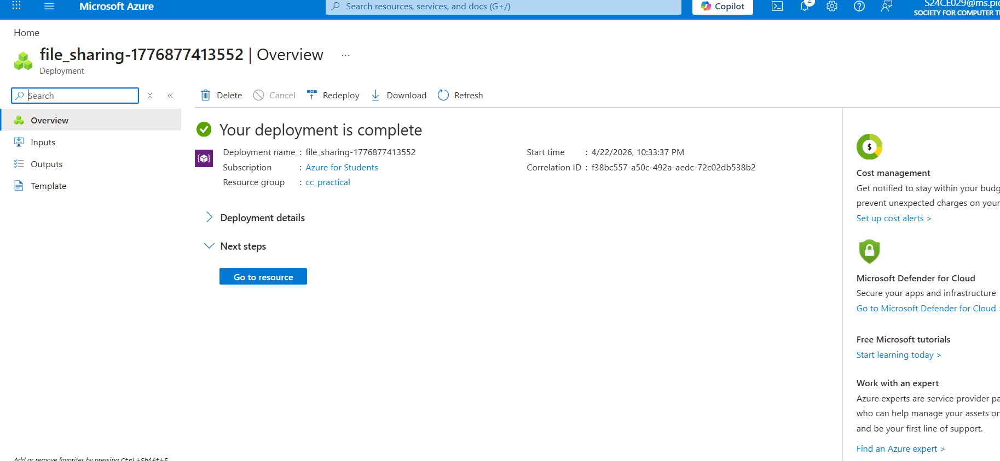 Microsoft Azure
Search resources, services, and docs (G+/)
Copilot
2
SOCIETY FOR COMPUTER
Home
file_sharing-1776877413552 | Overview ...
Deployment
Search
Delete
Cancel
Redeploy
Download
Refresh
Overview
Inputs
Outputs
Template
Your deployment is complete
Deployment name : file_sharing-1776877413552
Subscription : Azure for Students
Resource group : cc_practical
Start time : 4/22/2026, 10:33:37 PM
Correlation ID : f38bc557-a50c-492a-aedc-72c02db538b2
Deployment details
Next steps
Go to resource
$
Cost management
Get notified to stay within your budg
prevent unexpected charges on your
Set up cost alerts >
Microsoft Defender for Cloud
Secure your apps and infrastructure
Go to Microsoft Defender for Cloud >
Free Microsoft tutorials
Start learning today >
Work with an expert
Azure experts are service provider pa
who can help manage your assets on
and be your first line of support.
Find an Azure expert >
Add or remove favorites by pressing Ctrl+Shift+F